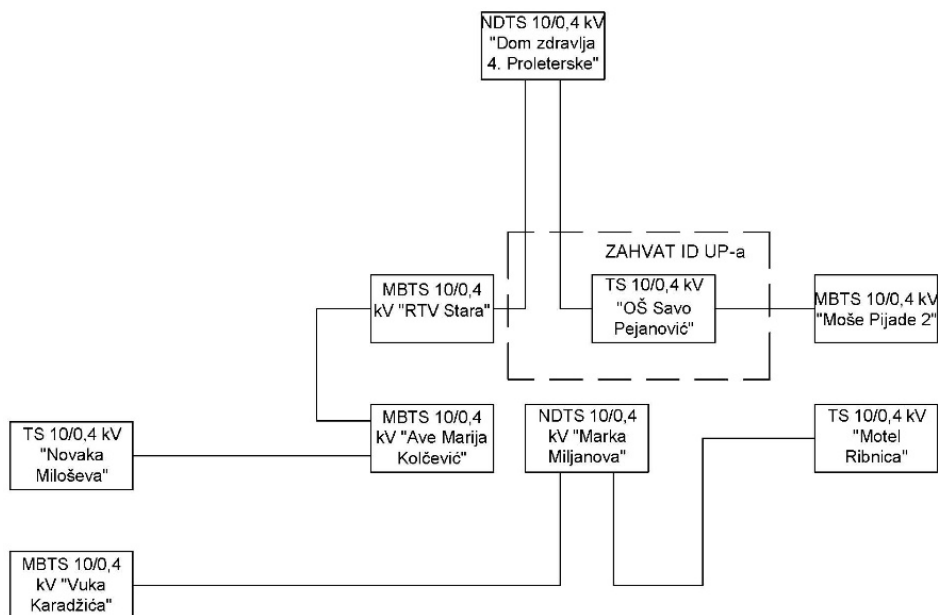 NDTS 10/0,4 kV
"Dom zdravlja
4. Proleterske"
ZAHVAT ID UP-a
MBTS 10/0,4
kV "RTV Stara"
TS 10/0,4 kV
"OŠ Savo
Pejanović"
MBTS 10/0,4 kV
"Moše Pijade 2"
TS 10/0,4 kV
"Novaka
Miloševa"
MBTS 10/0,4
kV "Ave Marija
Kolčević"
NDTS 10/0,4
kV "Marka
Miljanova"
TS 10/0,4 kV
"Motel
Ribnica"
MBTS 10/0,4
kV "Vuka
Karadžića"